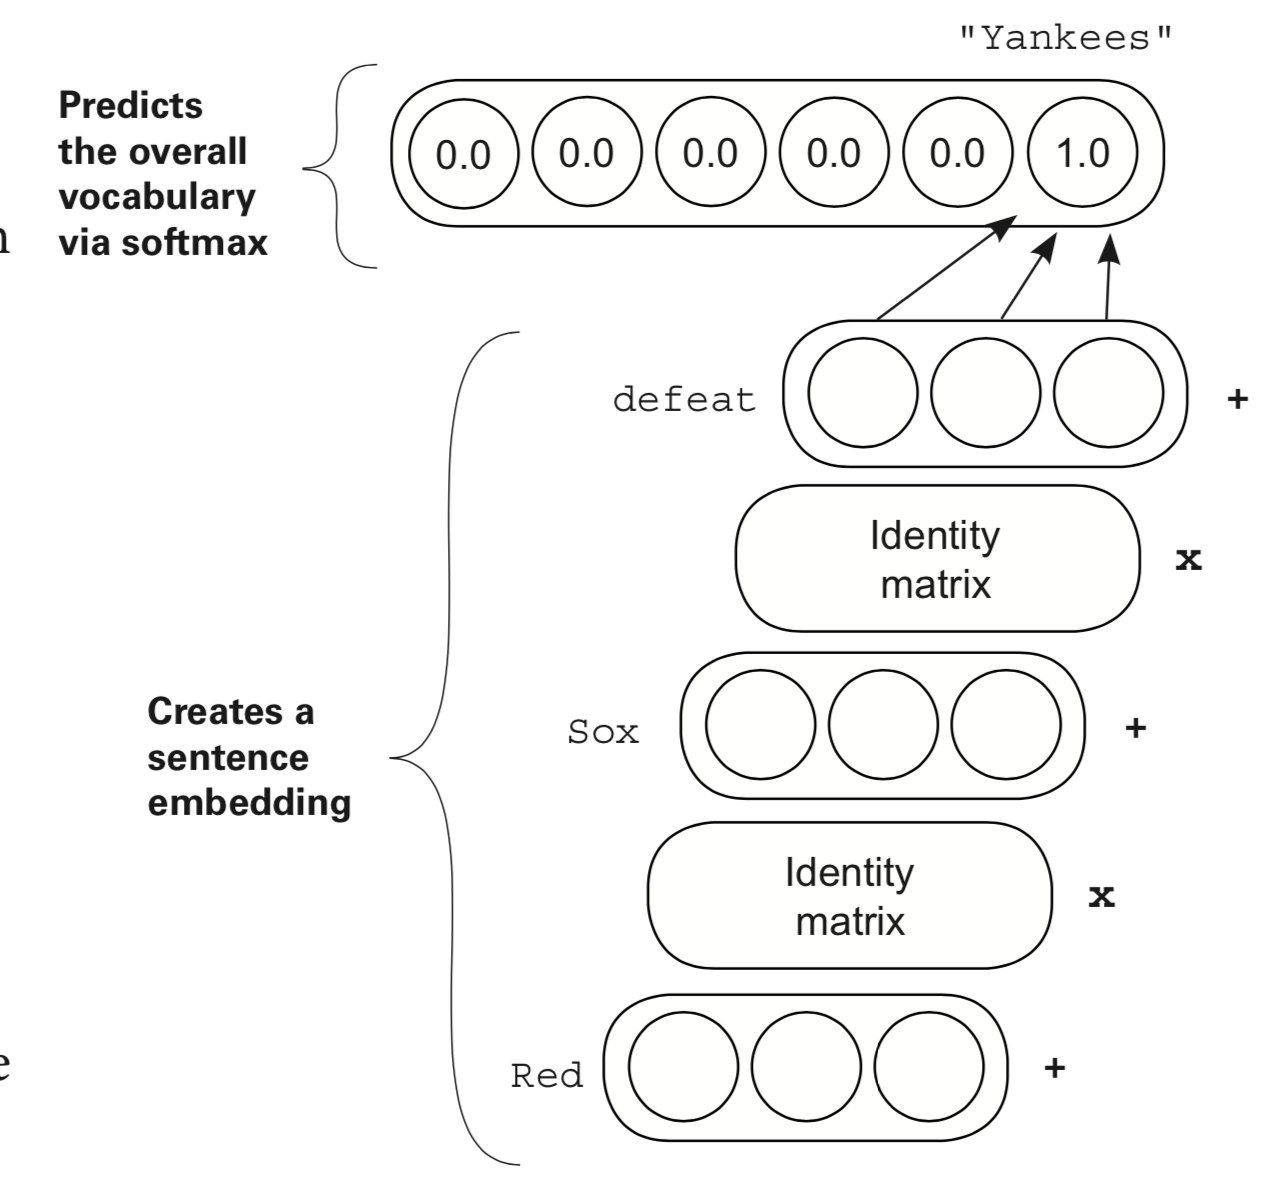 "Yankees"
Predicts
the overall
vocabulary
via softmax
0.0 0.0 0.0 0.0 0.0 1.0
defeat +
Identity
matrix
x
Creates a
sentence
embedding
Sox +
Identity
matrix
x
Red +